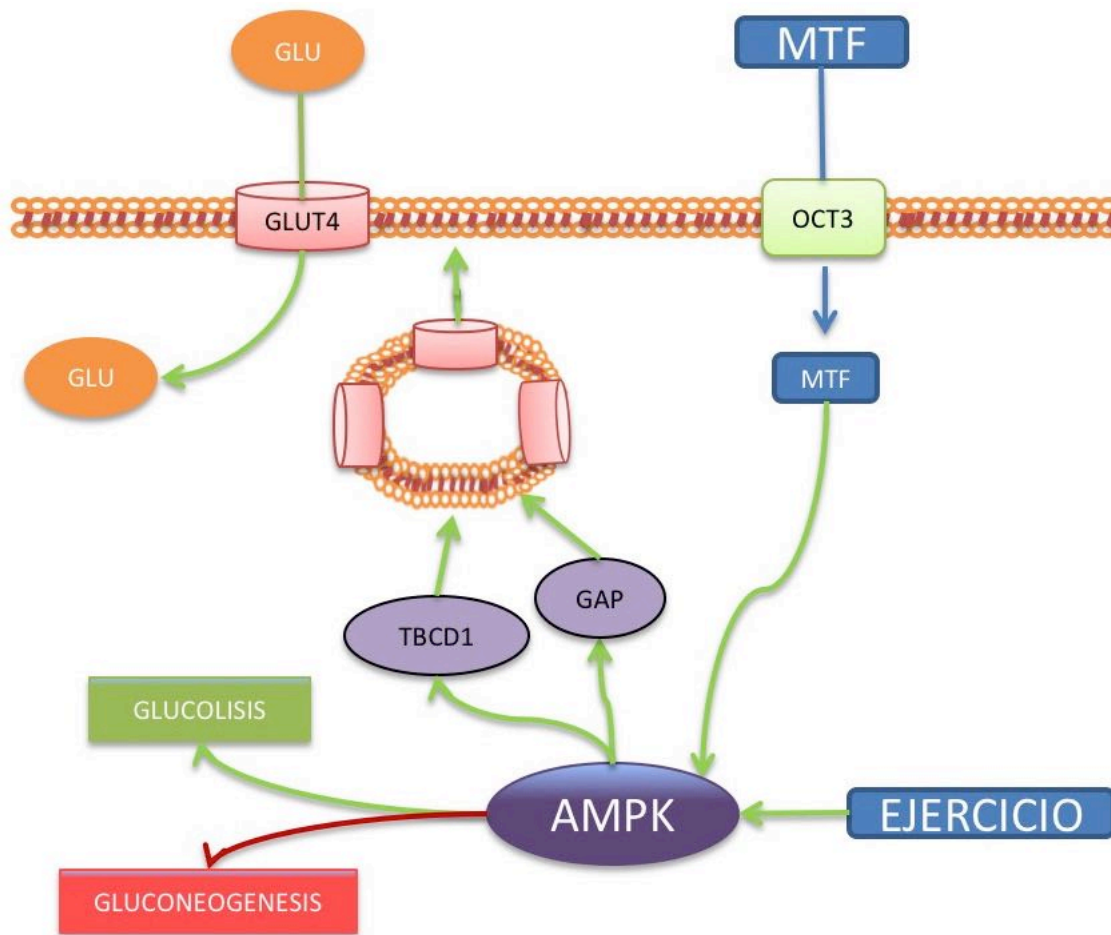 GLU
MTF
GLUT4
OCT3
GLU
MTF
GAP
TBCD1
GLUCOLISIS
AMPK
EJERCICIO
GLUCONEOGENESIS